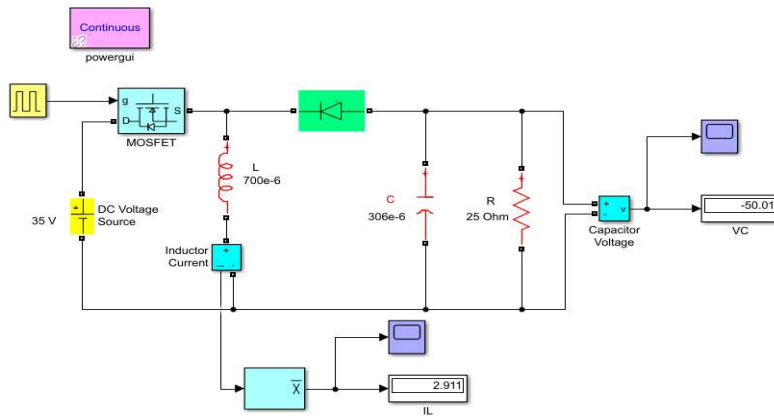 Continuous
powergui
g
D
S
MOSFET
+
35 V
DC Voltage
Source
+
L
700e-6
Inductor
Current
+
-
+
C
306e-6
+
R
25 Ohm
+
-
v
Capacitor
Voltage
-50.01
VC
X
2.911
IL